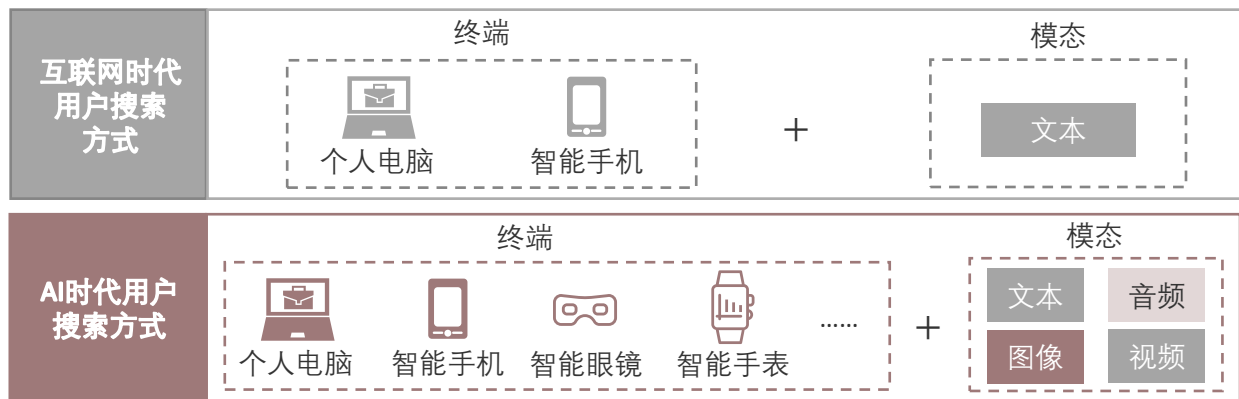 互联网时代
用户搜索
方式
终端
个人电脑
智能手机
+
模态
文本
AI时代用户
搜索方式
终端
个人电脑
智能手机
智能眼镜
智能手表
……
+
模态
文本
音频
图像
视频